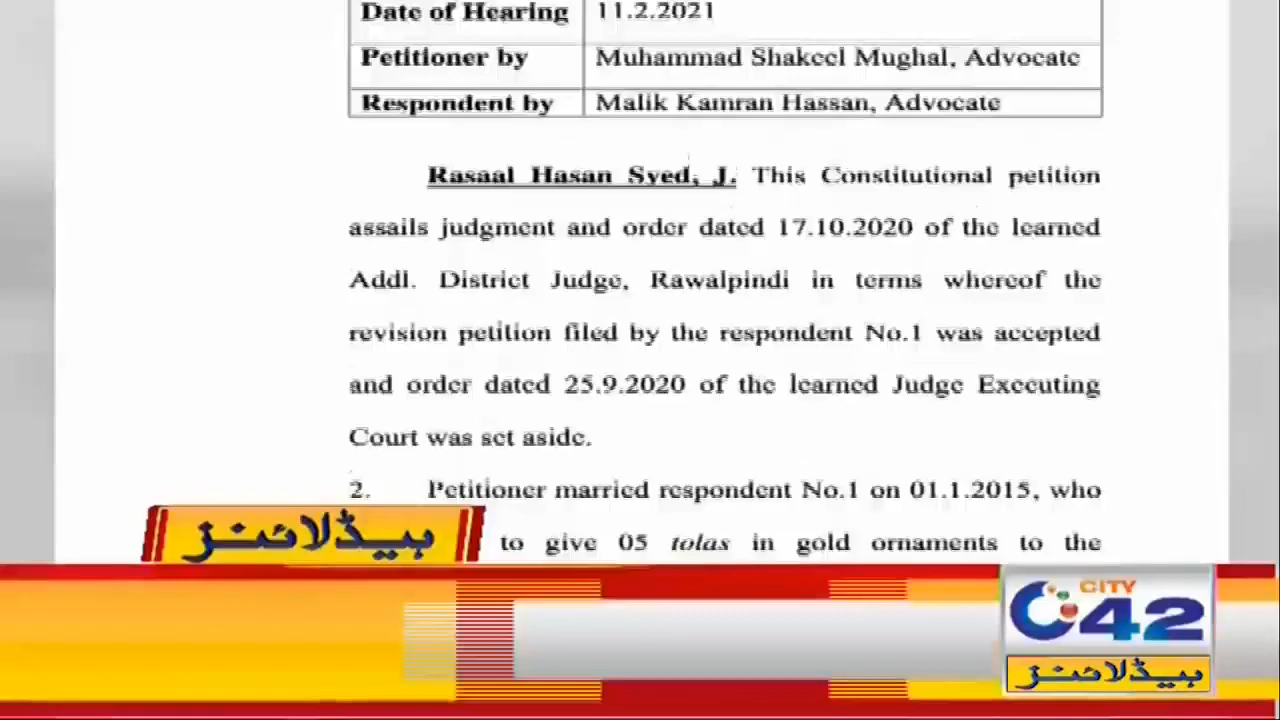 Date of Hearing 11.2.2021
Petitioner by Muhammad Shakeel Mughal, Advocate
Respondent by Malik Kamran Hassan, Advocate
Rasaal Hasan Syed, J. This Constitutional petition
assails judgment and order dated 17.10.2020 of the learned
Addl. District Judge, Rawalpindi in terms whereof the
revision petition filed by the respondent No.1 was accepted
and order dated 25.9.2020 of the learned Judge Executing
Court was set aside.
2. Petitioner married respondent No.1 on 01.1.2015, who
to give 05 tolas in gold ornaments to the
ہیڈلائنز
CITY
42
ہیڈلائنز